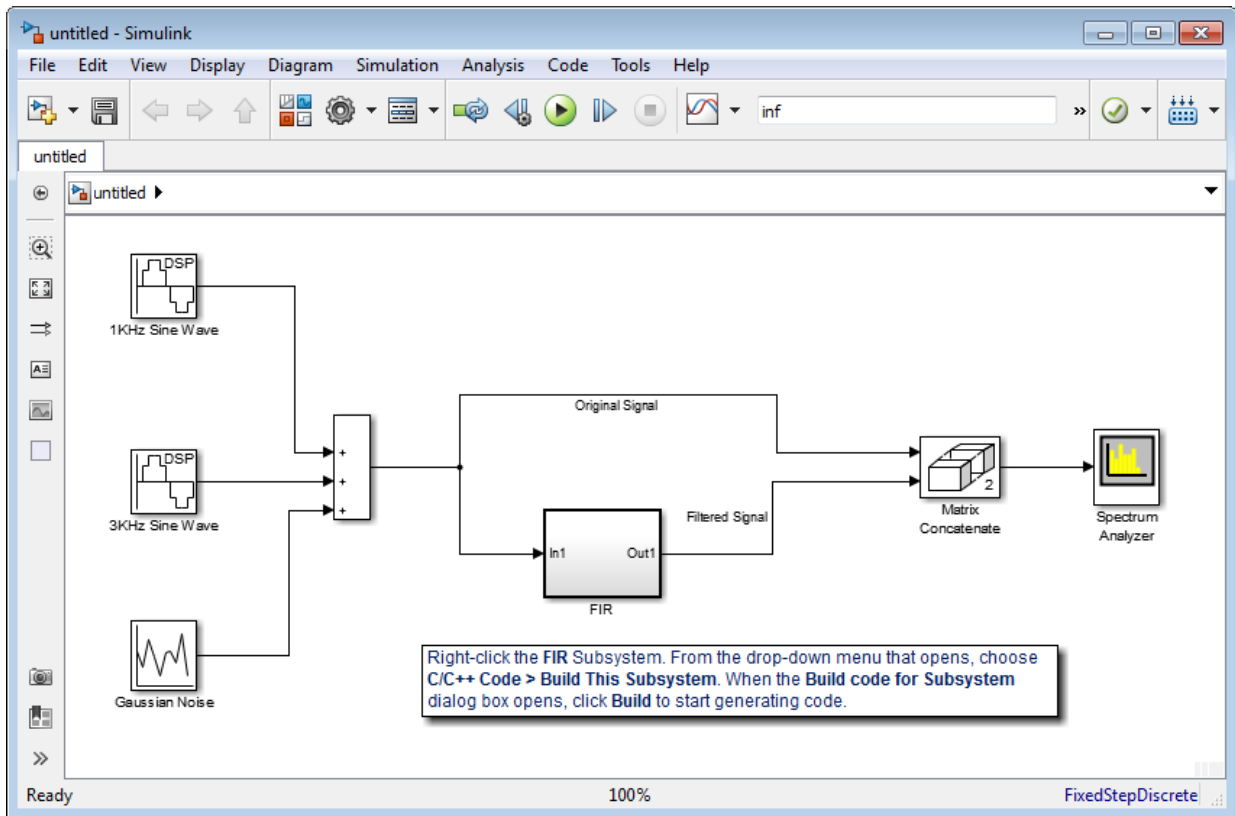 untitled - Simulink
File Edit View Display Diagram Simulation Analysis Code Tools Help
inf
untitled
untitled
DSP
1KHz Sine Wave
Original Signal
DSP
3KHz Sine Wave
+
+
+
2
Matrix
Concatenate
Spectrum
Analyzer
Filtered Signal
In1 Out1
FIR
Gaussian Noise
Right-click the FIR Subsystem. From the drop-down menu that opens, choose
C/C++ Code > Build This Subsystem. When the Build code for Subsystem
dialog box opens, click Build to start generating code.
Ready 100% FixedStepDiscrete